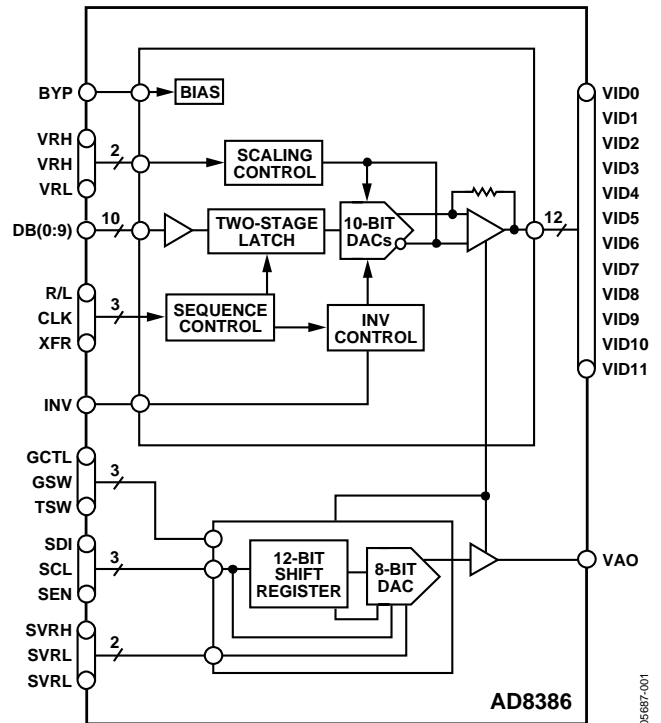 BYP
BIAS
VRH
VRH
VRL
2
SCALING
CONTROL
DB(0:9)
10
TWO-STAGE
LATCH
10-BIT
DACs
12
R/L
CLK
XFR
3
SEQUENCE
CONTROL
INV
CONTROL
INV
VID0
VID1
VID2
VID3
VID4
VID5
VID6
VID7
VID8
VID9
VID10
VID11
GCTL
GSW
TSW
3
SDI
SCL
SEN
3
12-BIT
SHIFT
REGISTER
8-BIT
DAC
VAO
SVRH
SVRL
SVRL
2
AD8386
05687-001